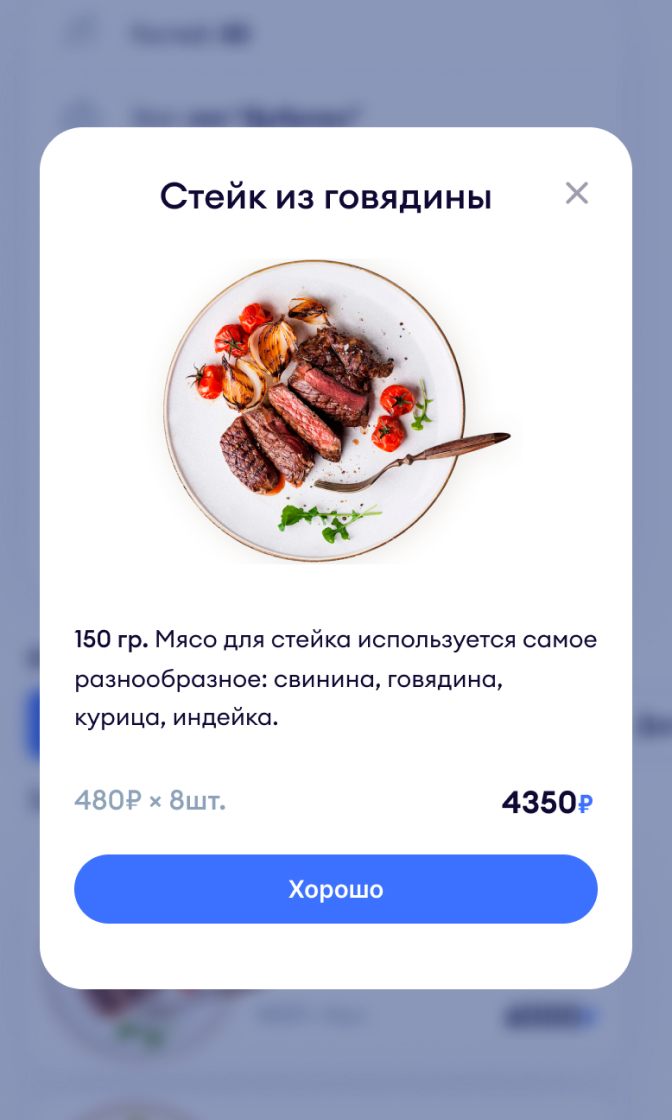 Стейк из говядины
150 гр. Мясо для стейка используется самое
разнообразное: свинина, говядина,
курица, индейка.
480₽ × 8шт.
4350₽
Хорошо